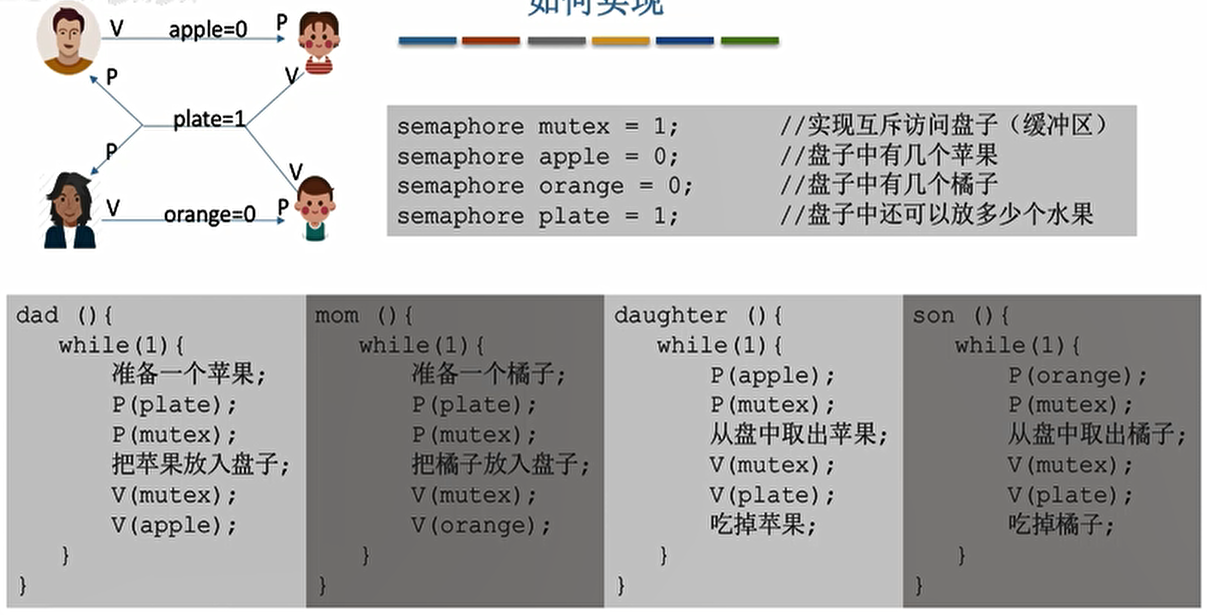 如何实现
V apple=0 P
P V
plate=1
P V
V orange=0 P
semaphore mutex = 1; //实现互斥访问盘子（缓冲区）
semaphore apple = 0; //盘子中有几个苹果
semaphore orange = 0; //盘子中有几个橘子
semaphore plate = 1; //盘子中还可以放多少个水果
dad (){
while(1){
准备一个苹果;
P(plate);
P(mutex);
把苹果放入盘子;
V(mutex);
V(apple);
}
}
mom (){
while(1){
准备一个橘子;
P(plate);
P(mutex);
把橘子放入盘子;
V(mutex);
V(orange);
}
}
daughter (){
while(1){
P(apple);
P(mutex);
从盘中取出苹果;
V(mutex);
V(plate);
吃掉苹果;
}
}
son (){
while(1){
P(orange);
P(mutex);
从盘中取出橘子;
V(mutex);
V(plate);
吃掉橘子;
}
}